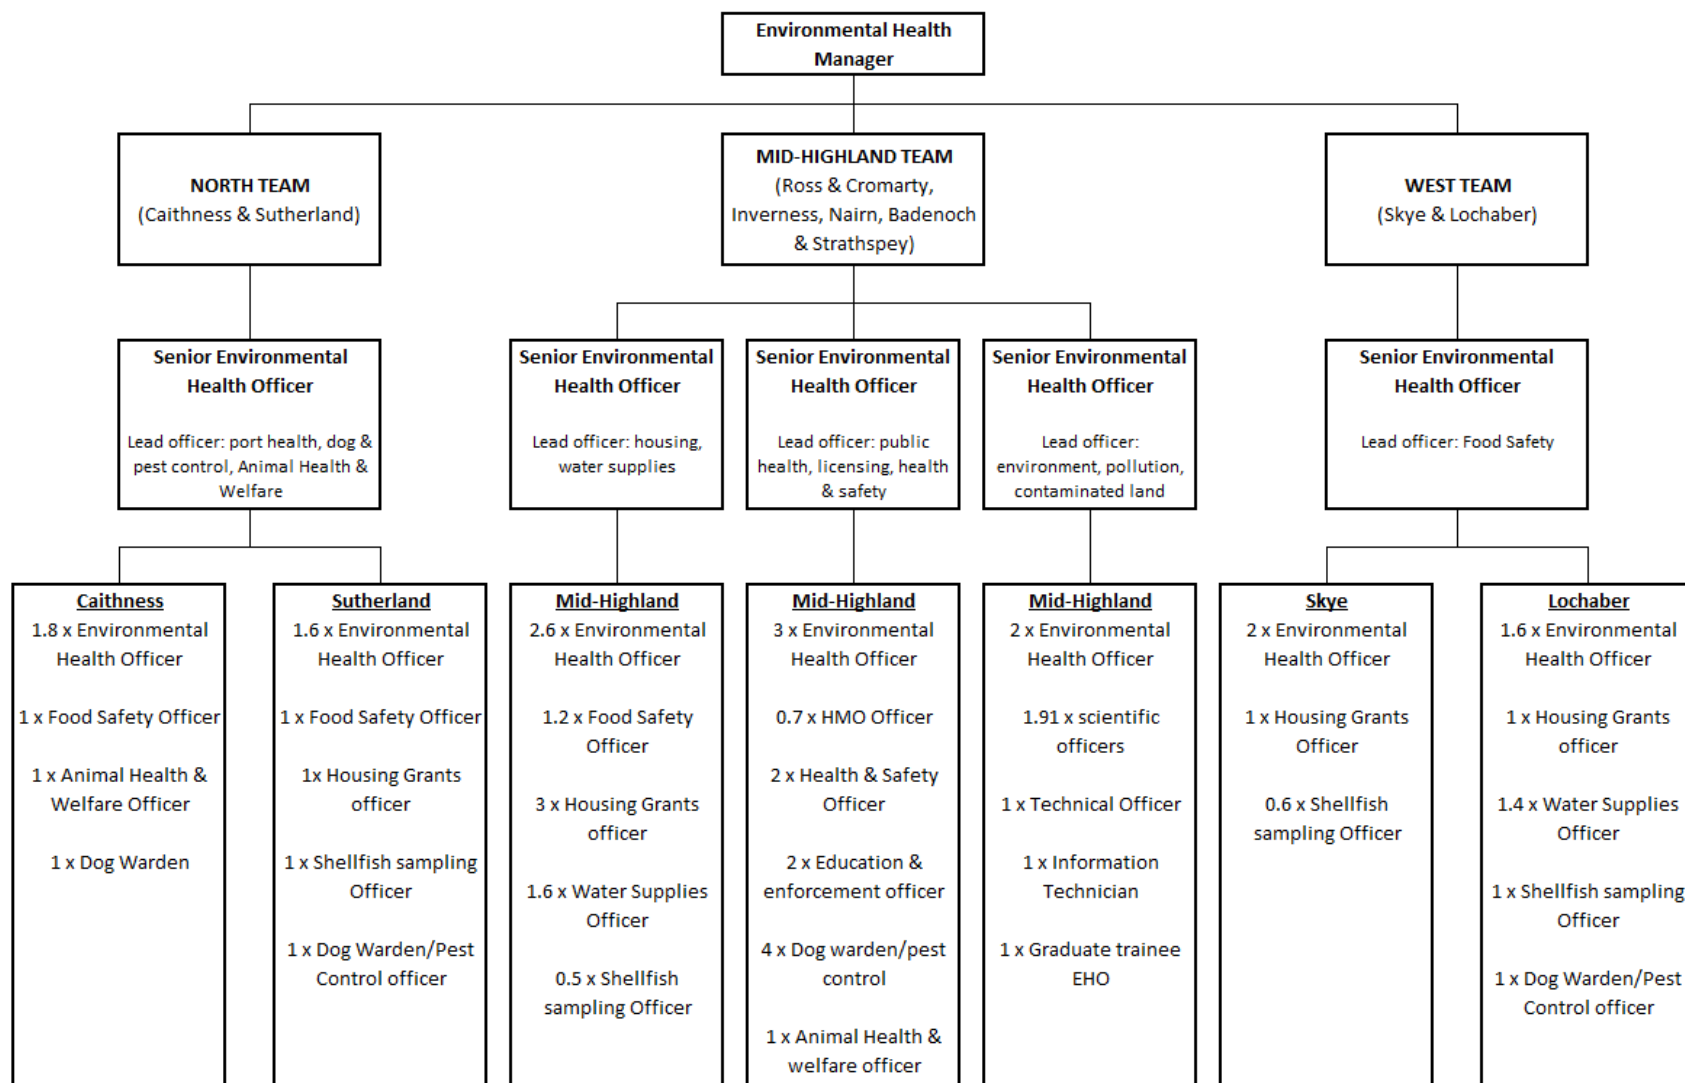 Environmental Health
Manager
NORTH TEAM
(Caithness & Sutherland)
MID-HIGHLAND TEAM
(Ross & Cromarty,
Inverness, Nairn, Badenoch
& Strathspey)
WEST TEAM
(Skye & Lochaber)
Senior Environmental
Health Officer
Lead officer: port health, dog &
pest control, Animal Health &
Welfare
Senior Environmental
Health Officer
Lead officer: housing,
water supplies
Senior Environmental
Health Officer
Lead officer: public
health, licensing, health
& safety
Senior Environmental
Health Officer
Lead officer:
environment, pollution,
contaminated land
Senior Environmental
Health Officer
Lead officer: Food Safety
Caithness
1.8 x Environmental
Health Officer
1 x Food Safety Officer
1 x Animal Health &
Welfare Officer
1 x Dog Warden
Sutherland
1.6 x Environmental
Health Officer
1 x Food Safety Officer
1x Housing Grants
officer
1 x Shellfish sampling
Officer
1 x Dog Warden/Pest
Control officer
Mid-Highland
2.6 x Environmental
Health Officer
1.2 x Food Safety
Officer
3 x Housing Grants
officer
1.6 x Water Supplies
Officer
0.5 x Shellfish
sampling Officer
Mid-Highland
3 x Environmental
Health Officer
0.7 x HMO Officer
2 x Health & Safety
Officer
2 x Education &
enforcement officer
4 x Dog warden/pest
control
1 x Animal Health &
welfare officer
Mid-Highland
2 x Environmental
Health Officer
1.91 x scientific
officers
1 x Technical Officer
1 x Information
Technician
1 x Graduate trainee
EHO
Skye
2 x Environmental
Health Officer
1 x Housing Grants
Officer
0.6 x Shellfish
sampling Officer
Lochaber
1.6 x Environmental
Health Officer
1 x Housing Grants
officer
1.4 x Water Supplies
Officer
1 x Shellfish sampling
Officer
1 x Dog Warden/Pest
Control officer